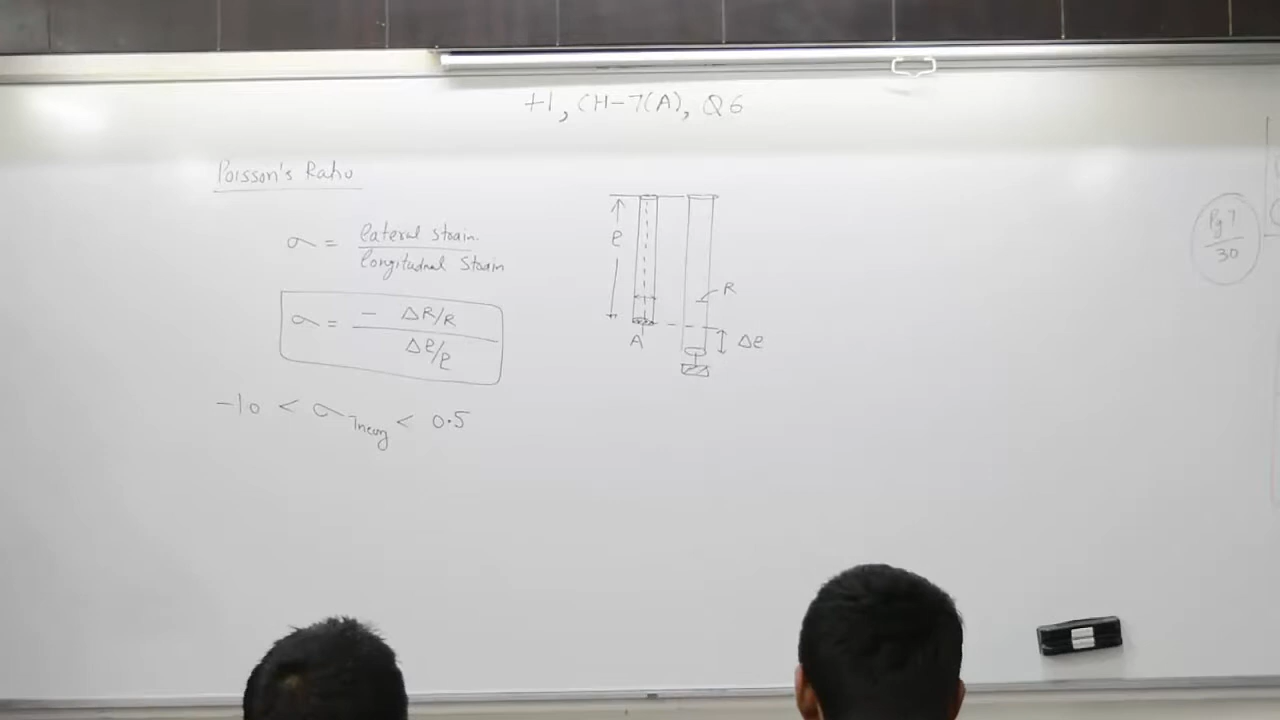 +1, CH-7(A), Q6
Poisson's Ratio
σ = lateral strain
longitudinal strain
σ = - ΔR/R
Δℓ/ℓ
-1.0 < σ Theory < 0.5
ℓ
A
R
Δℓ
Pg 7
30